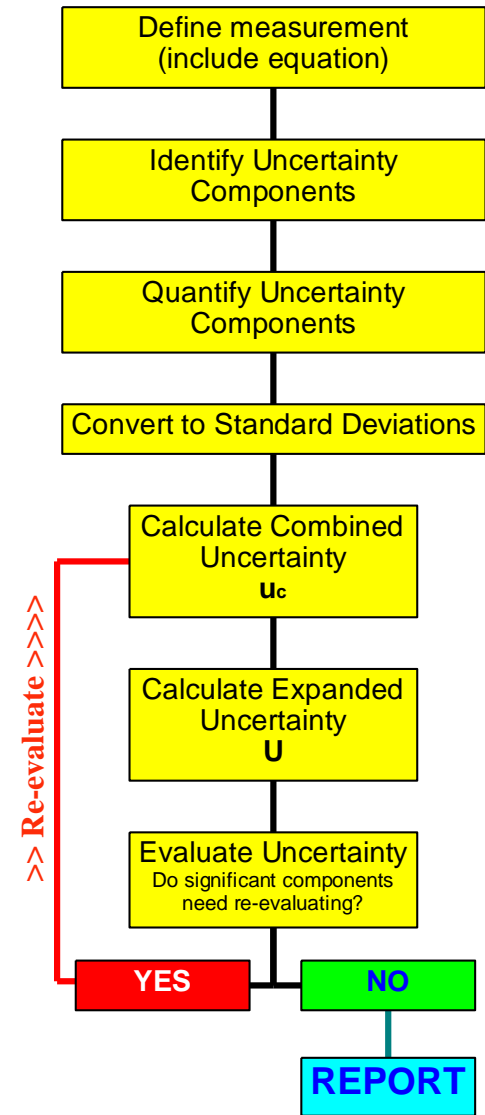 Define measurement
(include equation)
Identify Uncertainty
Components
Quantify Uncertainty
Components
Convert to Standard Deviations
Calculate Combined
Uncertainty
uc
>> Re-evaluate >>>>
Calculate Expanded
Uncertainty
U
Evaluate Uncertainty
Do significant components
need re-evaluating?
YES
NO
REPORT